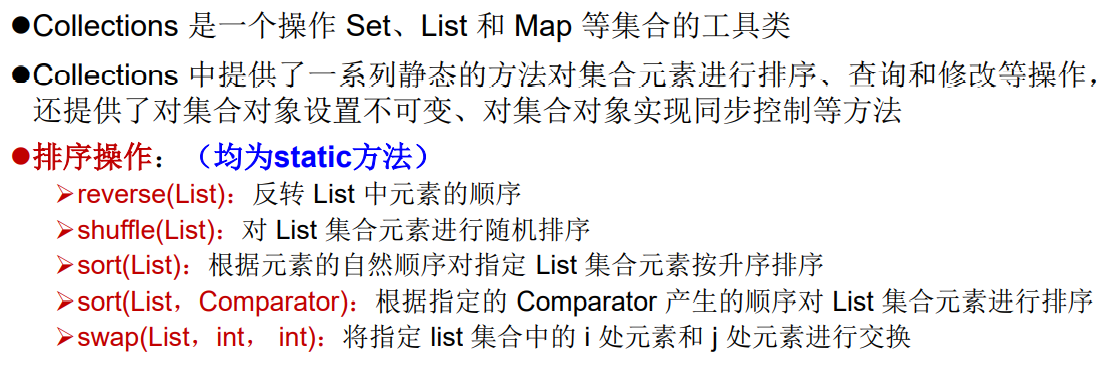 ●Collections 是一个操作 Set、List 和 Map 等集合的工具类
●Collections 中提供了一系列静态的方法对集合元素进行排序、查询和修改等操作，
还提供了对集合对象设置不可变、对集合对象实现同步控制等方法
●排序操作：（均为static方法）
➢reverse(List)：反转 List 中元素的顺序
➢shuffle(List)：对 List 集合元素进行随机排序
➢sort(List)：根据元素的自然顺序对指定 List 集合元素按升序排序
➢sort(List，Comparator)：根据指定的 Comparator 产生的顺序对 List 集合元素进行排序
➢swap(List，int， int)：将指定 list 集合中的 i 处元素和 j 处元素进行交换